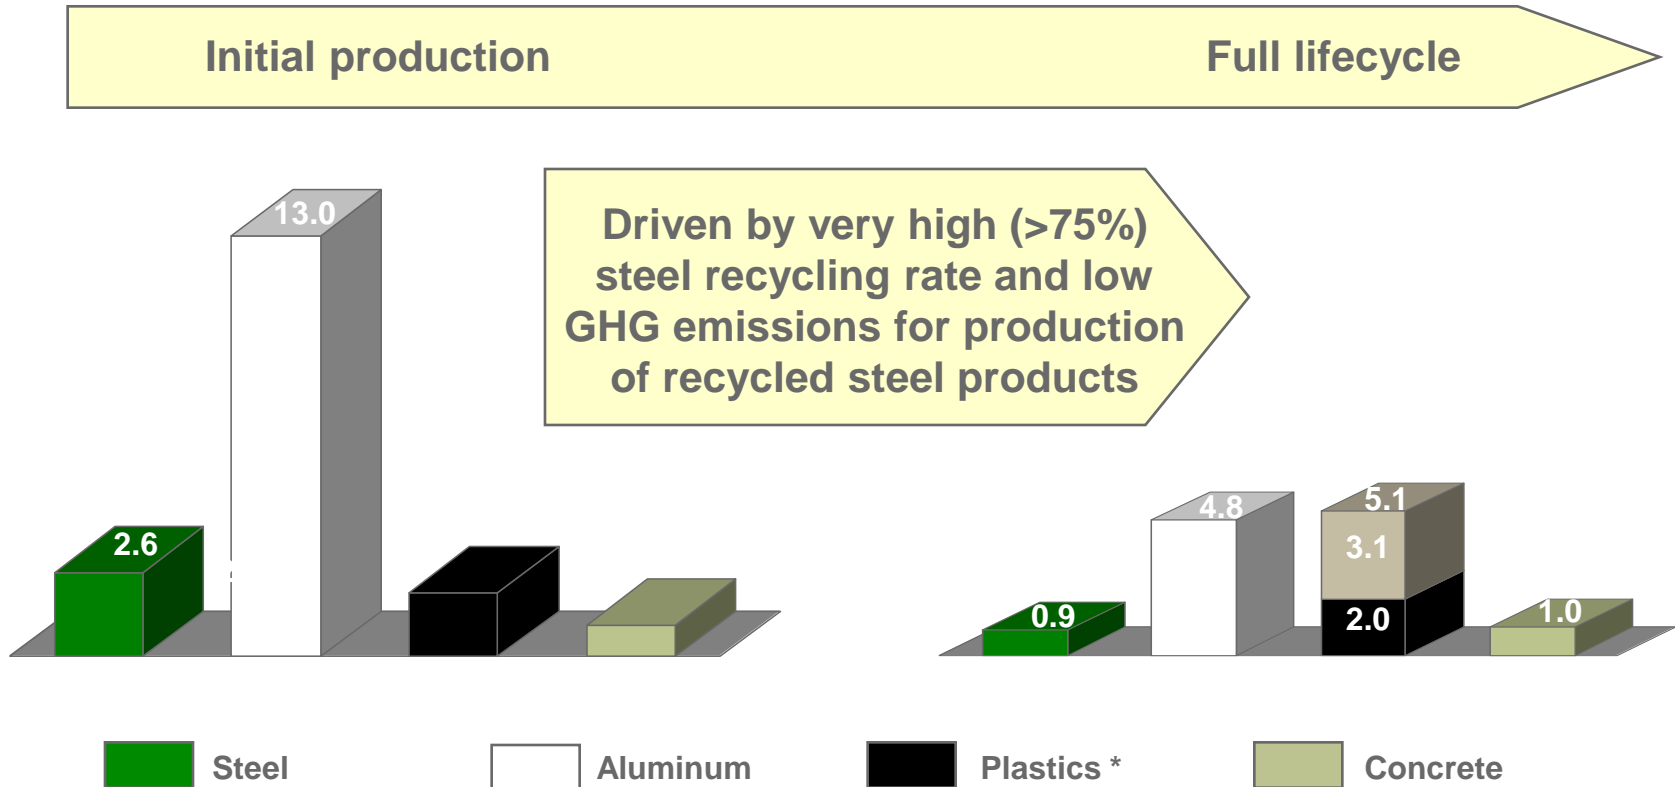 Initial production
Full lifecycle
Driven by very high (>75%)
steel recycling rate and low
GHG emissions for production
of recycled steel products
13.0
2.6
4.8
5.1
3.1
0.9
2.0
1.0
Steel
Aluminum
Plastics *
Concrete